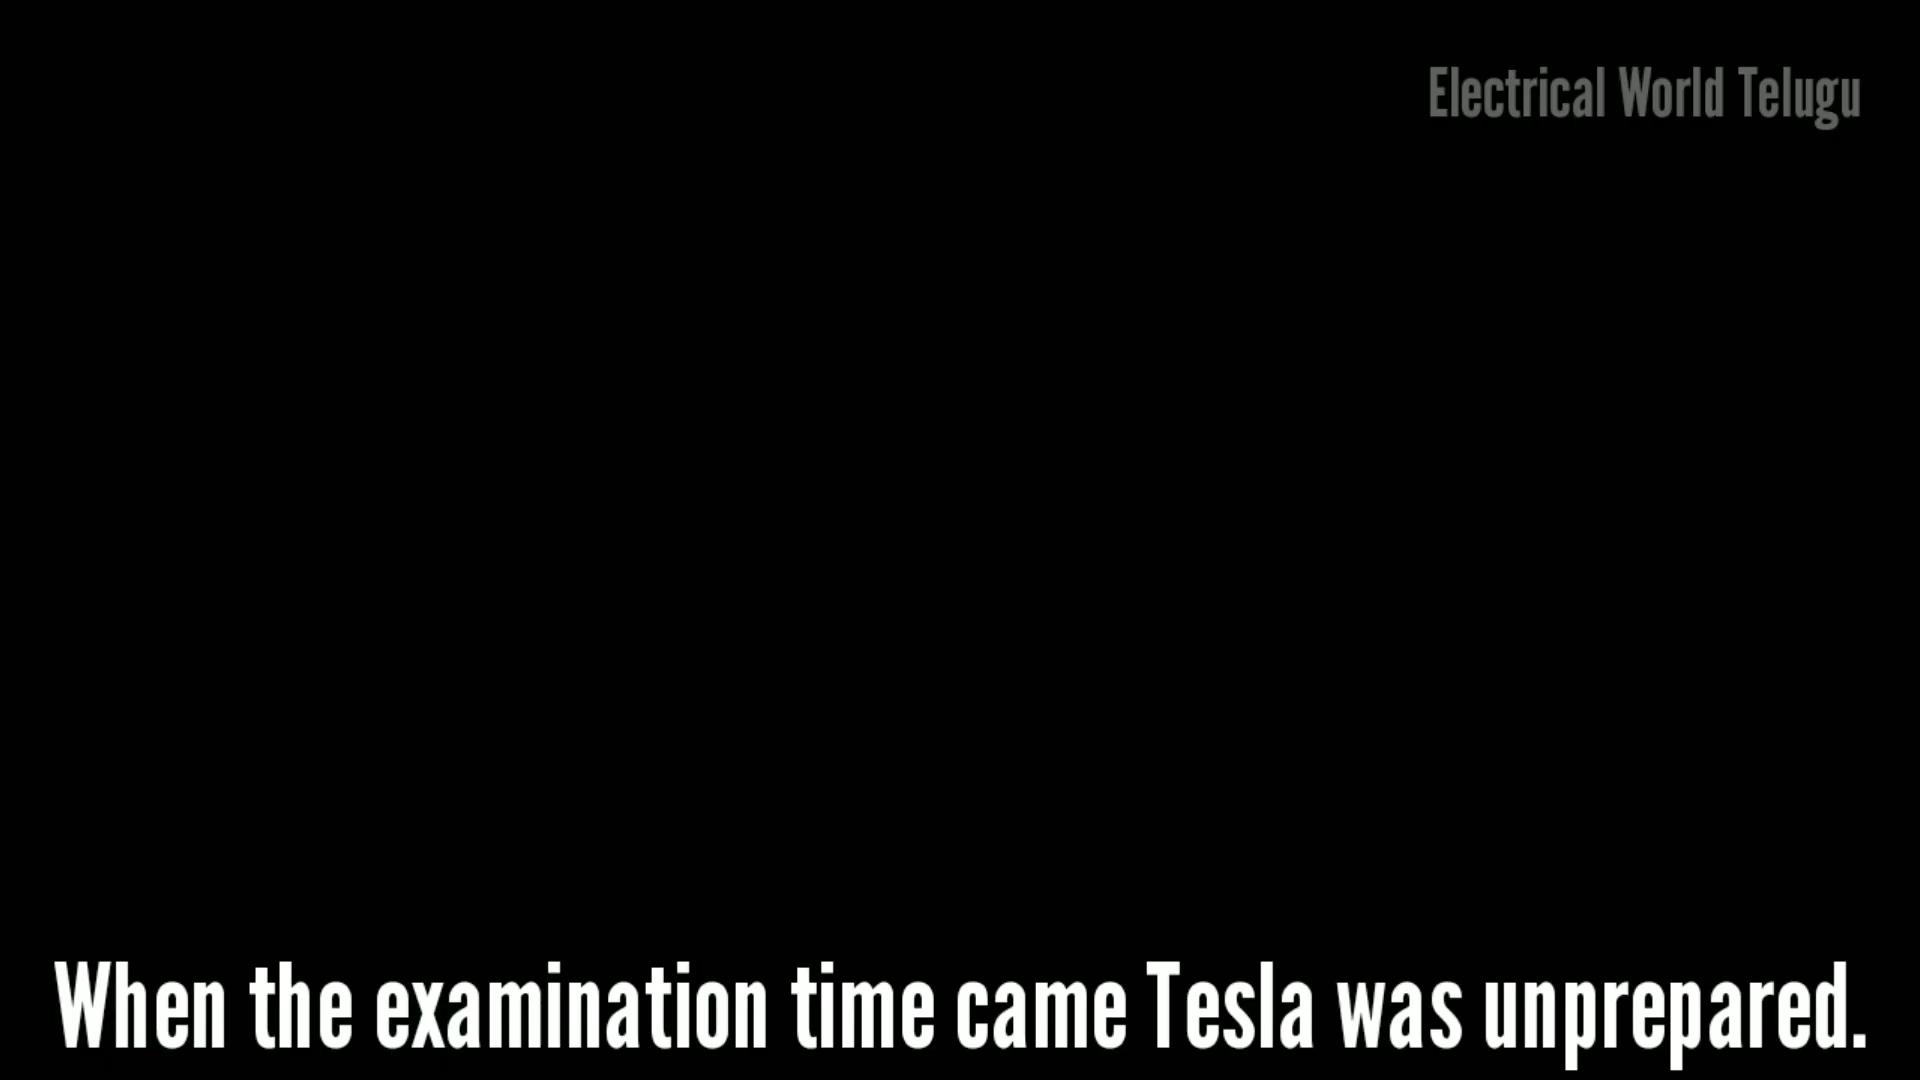 Electrical World Telugu
When the examination time came Tesla was unprepared.